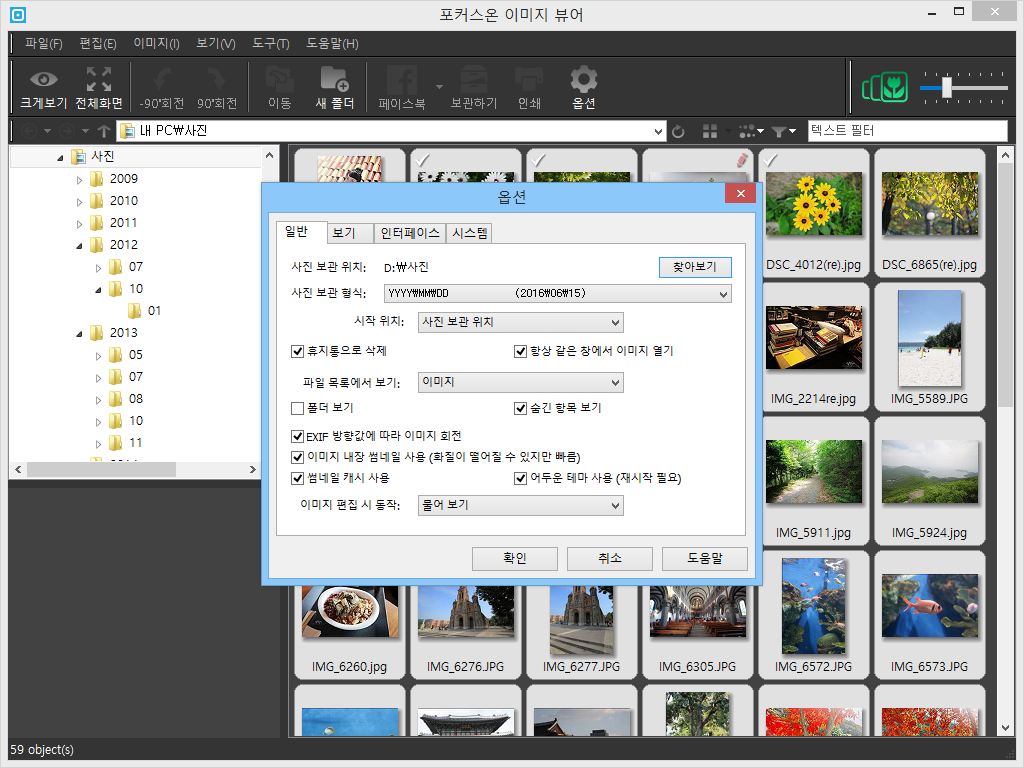 포커스온 이미지 뷰어
파일(F) 편집(E) 이미지(I) 보기(V) 도구(T) 도움말(H)
크게보기 전체화면 -90°회전 90°회전 이동 새 폴더 페이스북 보관하기 인쇄 옵션
내 PC₩사진 텍스트 필터
사진
2009
2010
2011
2012
07
10
01
2013
05
07
08
10
11
옵션
일반 보기 인터페이스 시스템
사진 보관 위치: D:₩사진 찾아보기
사진 보관 형식: YYYY₩MM₩DD (2016₩06₩15)
시작 위치: 사진 보관 위치
휴지통으로 삭제 항상 같은 창에서 이미지 열기
파일 목록에서 보기: 이미지
폴더 보기 숨긴 항목 보기
EXIF 방향값에 따라 이미지 회전
이미지 내장 썸네일 사용 (화질이 떨어질 수 있지만 빠름)
썸네일 캐시 사용 어두운 테마 사용 (재시작 필요)
이미지 편집 시 동작: 물어 보기
확인 취소 도움말
DSC_4012(re).jpg DSC_6865(re).jpg
IMG_2214re.jpg IMG_5589.JPG
IMG_5911.jpg IMG_5924.jpg
IMG_6260.jpg IMG_6276.JPG IMG_6277.JPG IMG_6305.JPG IMG_6572.JPG IMG_6573.JPG
59 object(s)